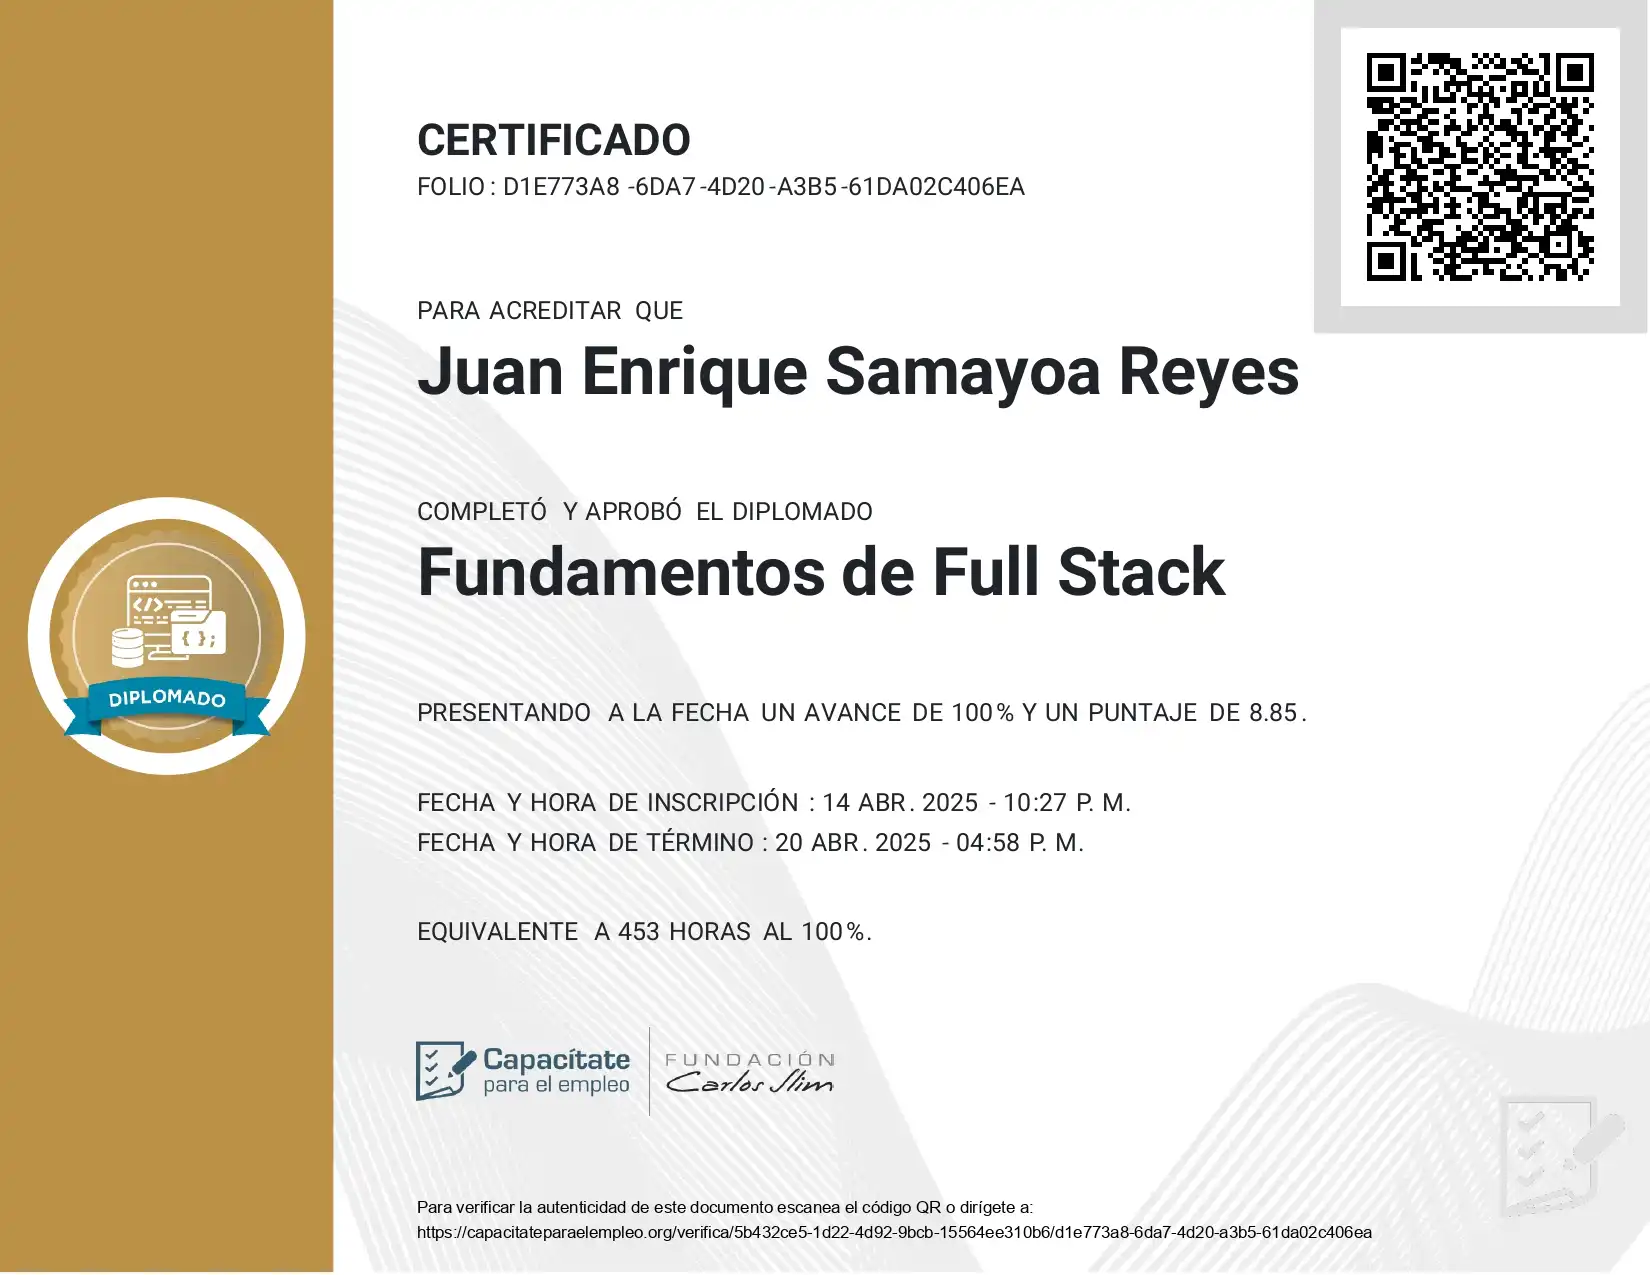 CERTIFICADO
FOLIO : D1E773A8 -6DA7 -4D20 -A3B5 -61DA02C406EA
PARA ACREDITAR QUE
Juan Enrique Samayoa Reyes
COMPLETÓ Y APROBÓ EL DIPLOMADO
Fundamentos de Full Stack
</>
{ };
DIPLOMADO
PRESENTANDO A LA FECHA UN AVANCE DE 100% Y UN PUNTAJE DE 8.85.
FECHA Y HORA DE INSCRIPCIÓN : 14 ABR. 2025 - 10:27 P. M.
FECHA Y HORA DE TÉRMINO : 20 ABR. 2025 - 04:58 P. M.
EQUIVALENTE A 453 HORAS AL 100%.
Capacítate
para el empleo
FUNDACIÓN
Carlos Slim
Para verificar la autenticidad de este documento escanea el código QR o dirígete a:
https://capacitateparaelempleo.org/verifica/5b432ce5-1d22-4d92-9bcb-15564ee310b6/d1e773a8-6da7-4d20-a3b5-61da02c406ea